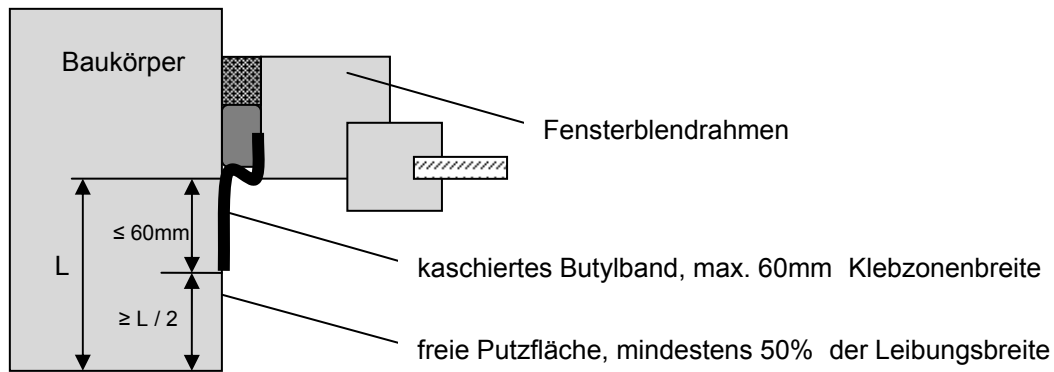 Baukörper
Fensterblendrahmen
≤ 60mm
L
kaschiertes Butylband, max. 60mm Klebzonenbreite
≥ L / 2
freie Putzfläche, mindestens 50% der Leibungsbreite